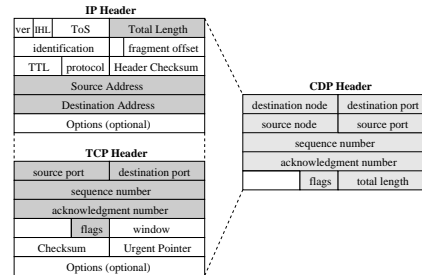 IP Header
ver IHL ToS Total Length
identification fragment offset
TTL protocol Header Checksum
Source Address
Destination Address
Options (optional)
TCP Header
source port destination port
sequence number
acknowledgment number
flags window
Checksum Urgent Pointer
Options (optional)
CDP Header
destination node destination port
source node source port
sequence number
acknowledgment number
flags total length